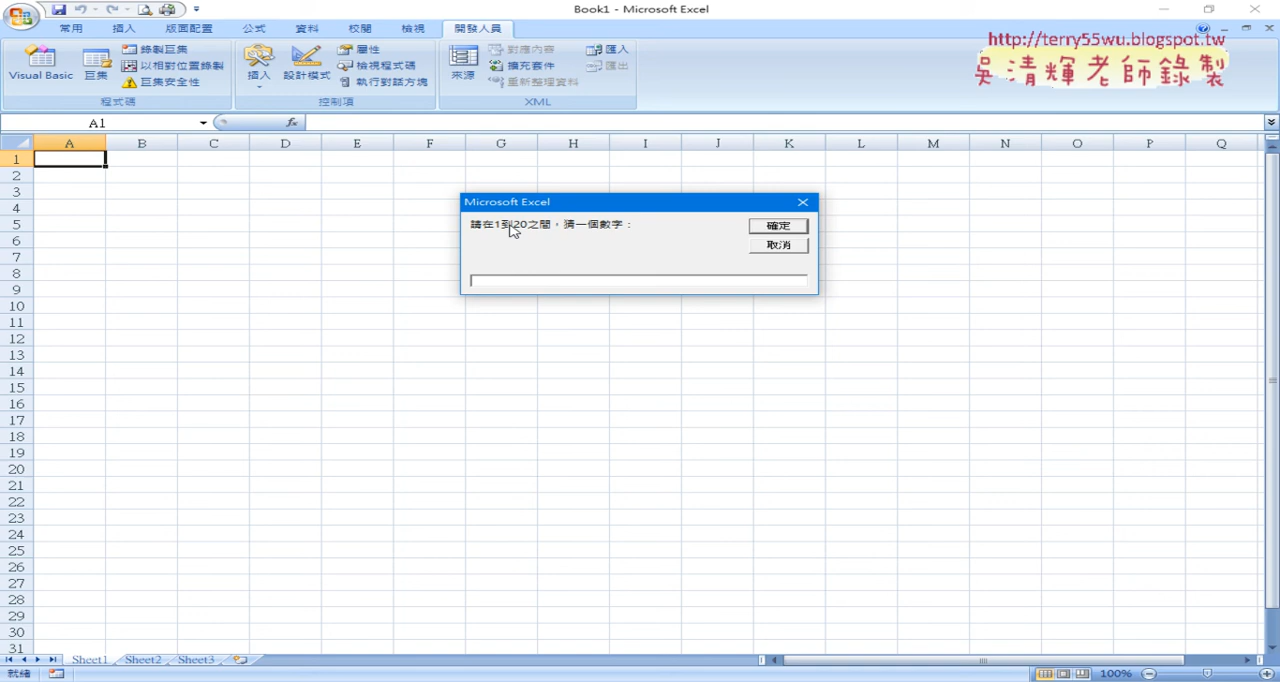 Book1 - Microsoft Excel
常用 插入 版面配置 公式 資料 校閱 檢視 開發人員
http://terry55wu.blogspot.tw
吳清輝老師錄製
Visual Basic
巨集
錄製巨集
以相對位置錄製
巨集安全性
程式碼
插入
設計模式
屬性
檢視程式碼
執行對話方塊
控制項
來源
對應內容
擴充套件
重新整理資料
匯入
匯出
XML
A1
fx
A B C D E F G H I J K L M N O P Q
1
2
3
4
5
6
7
8
9
10
11
12
13
14
15
16
17
18
19
20
21
22
23
24
25
26
27
28
29
30
31
Microsoft Excel
請在1到20之間，猜一個數字：
確定
取消
Sheet1 Sheet2 Sheet3
就緒
100%